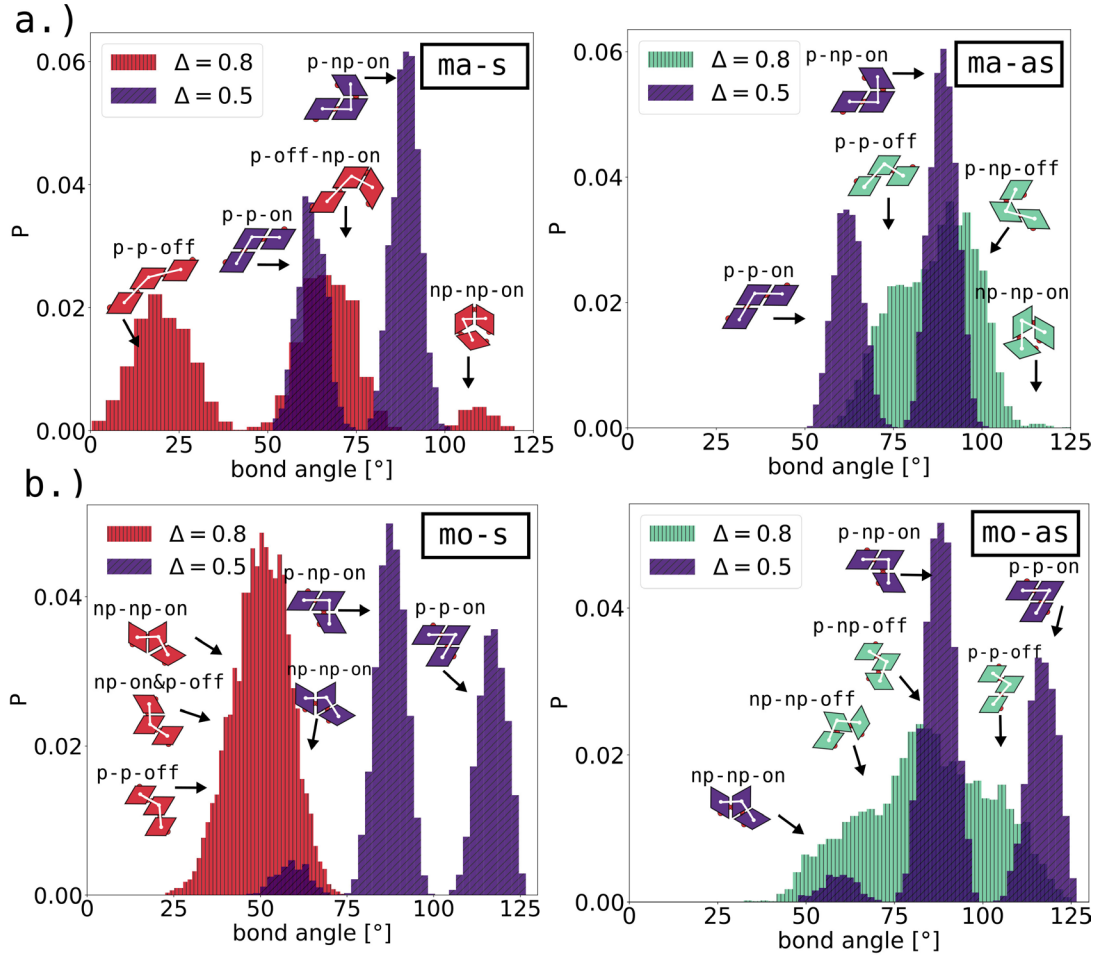 a.)
ma-s
Δ = 0.8
Δ = 0.5
p-np-on
p-off-np-on
p-p-on
p-p-off
np-np-on
P
0.06
0.04
0.02
0.00
0
25
50
75
100
125
bond angle [°]
ma-as
Δ = 0.8
Δ = 0.5
p-np-on
p-p-off
p-np-off
p-p-on
np-np-on
P
0.06
0.04
0.02
0.00
0
25
50
75
100
125
bond angle [°]
b.)
mo-s
Δ = 0.8
Δ = 0.5
p-np-on
np-np-on
p-p-on
np-on&p-off
np-np-on
p-p-off
P
0.04
0.02
0.00
0
25
50
75
100
125
bond angle [°]
mo-as
Δ = 0.8
Δ = 0.5
p-np-on
p-p-on
p-np-off
p-p-off
np-np-off
np-np-on
P
0.04
0.02
0.00
0
25
50
75
100
125
bond angle [°]